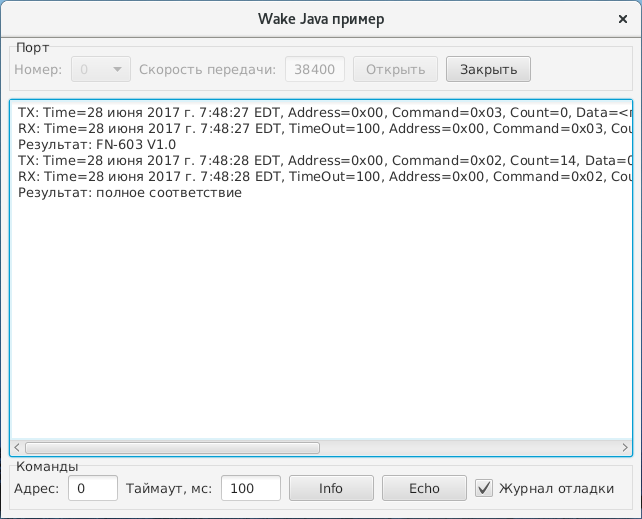 Wake Java пример
Порт
Номер: 0 Скорость передачи: 38400 Открыть Закрыть
TX: Time=28 июня 2017 г. 7:48:27 EDT, Address=0x00, Command=0x03, Count=0, Data=<
RX: Time=28 июня 2017 г. 7:48:27 EDT, TimeOut=100, Address=0x00, Command=0x03, Cou
Результат: FN-603 V1.0
TX: Time=28 июня 2017 г. 7:48:28 EDT, Address=0x00, Command=0x02, Count=14, Data=0
RX: Time=28 июня 2017 г. 7:48:28 EDT, TimeOut=100, Address=0x00, Command=0x02, Cou
Результат: полное соответствие
Команды
Адрес: 0 Таймаут, мс: 100 Info Echo Журнал отладки